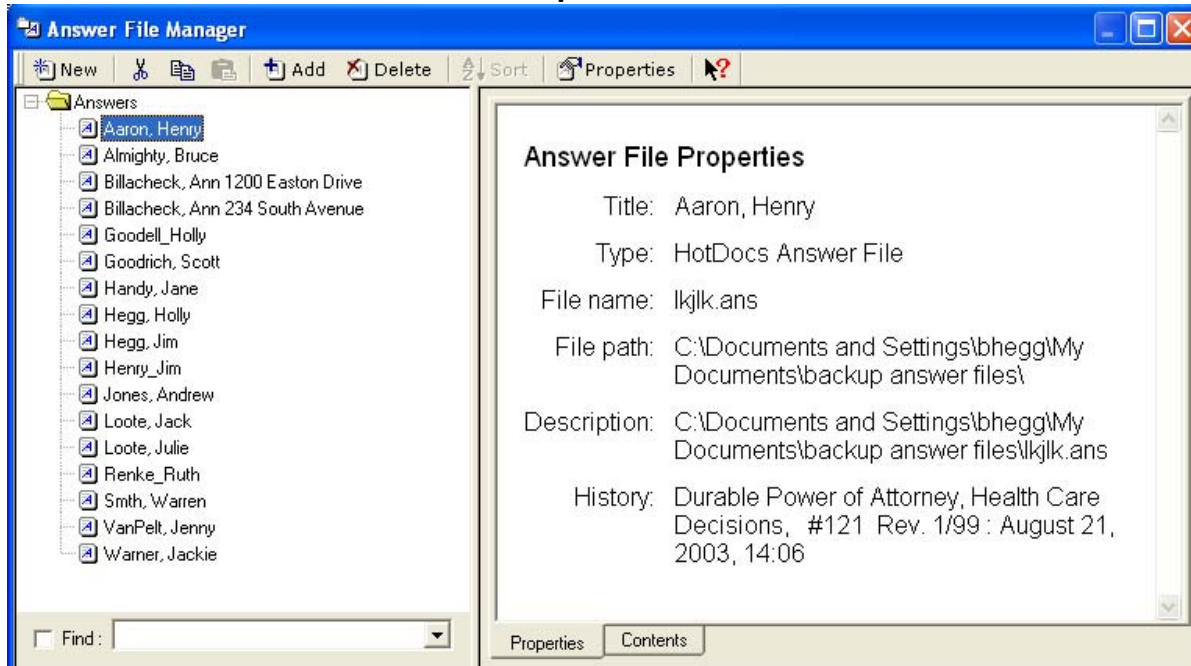 Answer File Manager
New Add Delete Sort Properties
Answers
Aaron, Henry
Almighty, Bruce
Billacheck, Ann 1200 Easton Drive
Billacheck, Ann 234 South Avenue
Goodell_Holly
Goodrich, Scott
Handy, Jane
Hegg, Holly
Hegg, Jim
Henry_Jim
Jones, Andrew
Loote, Jack
Loote, Julie
Renke_Ruth
Smth, Warren
VanPelt, Jenny
Warner, Jackie
Find :
Answer File Properties
Title: Aaron, Henry
Type: HotDocs Answer File
File name: lkjlk.ans
File path: C:\Documents and Settings\bhegg\My
Documents\backup answer files\
Description: C:\Documents and Settings\bhegg\My
Documents\backup answer files\lkjlk.ans
History: Durable Power of Attorney, Health Care
Decisions, #121 Rev. 1/99 : August 21,
2003, 14:06
Properties Contents